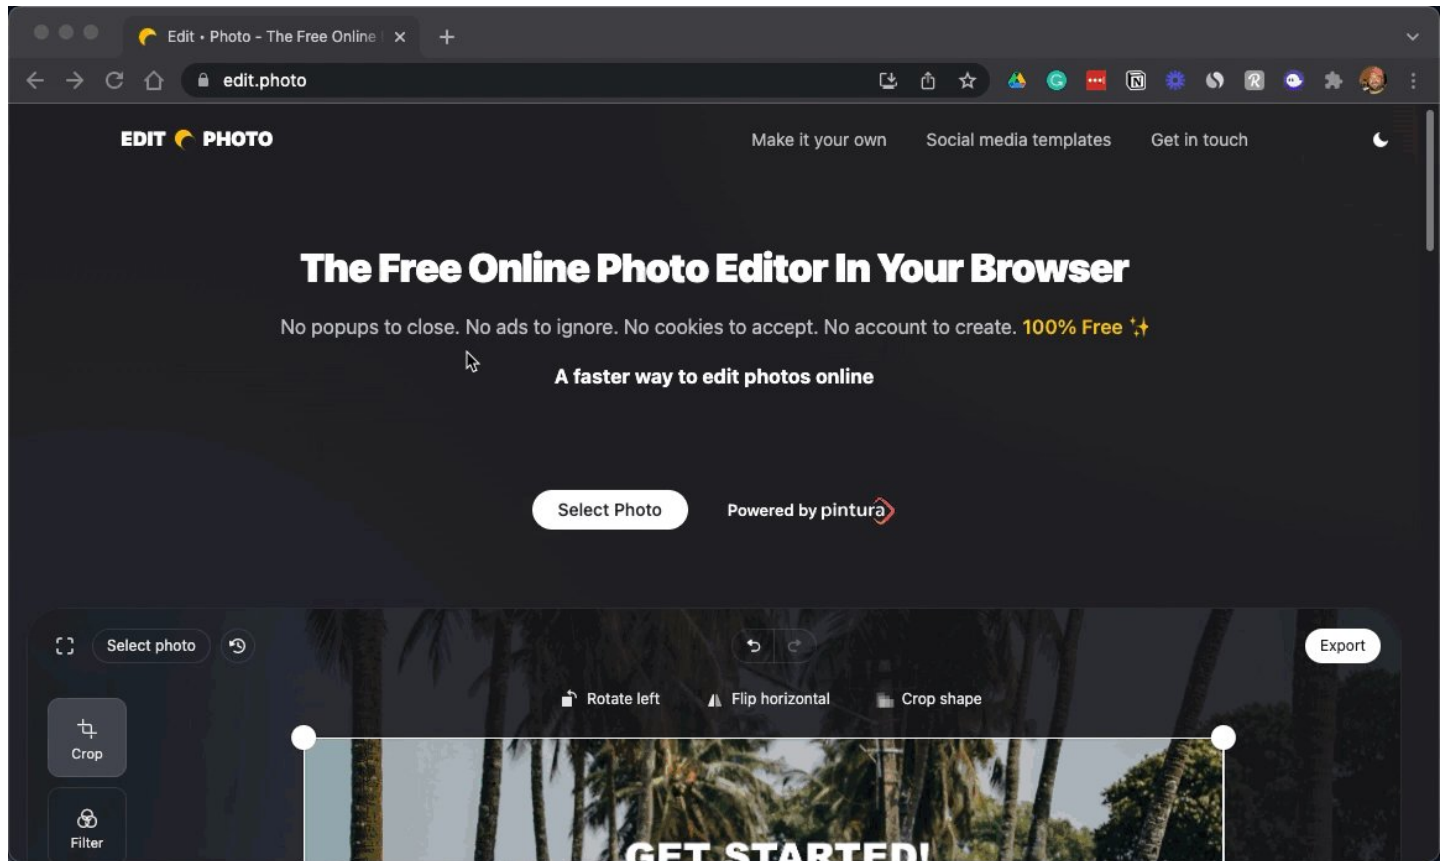 Edit • Photo - The Free Online
edit.photo
EDIT PHOTO
Make it your own
Social media templates
Get in touch
The Free Online Photo Editor In Your Browser
No popups to close. No ads to ignore. No cookies to accept. No account to create. 100% Free ✨
A faster way to edit photos online
Select Photo
Powered by pintura
Select photo
Export
Rotate left
Flip horizontal
Crop shape
Crop
Filter
GET STARTED!